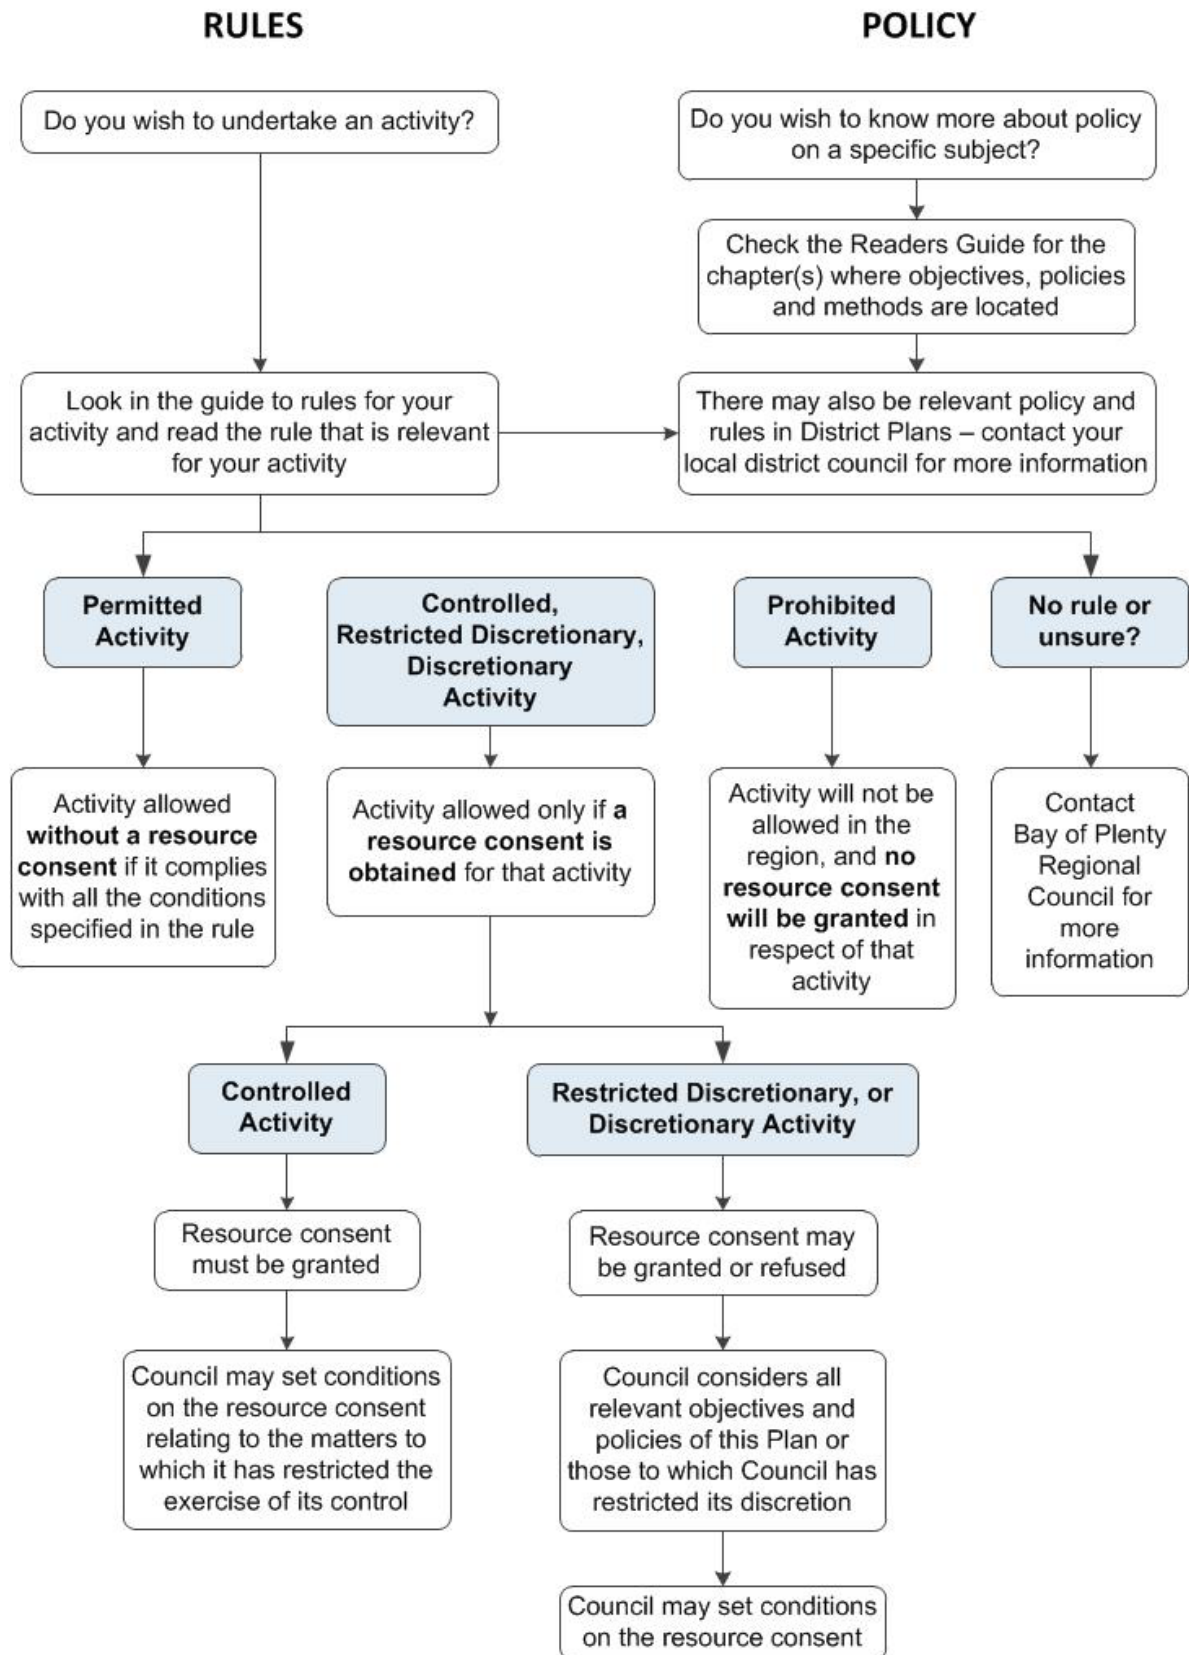 RULES
POLICY
Do you wish to undertake an activity?
Do you wish to know more about policy
on a specific subject?
Check the Readers Guide for the
chapter(s) where objectives, policies
and methods are located
Look in the guide to rules for your
activity and read the rule that is relevant
for your activity
There may also be relevant policy and
rules in District Plans – contact your
local district council for more information
Permitted
Activity
Controlled,
Restricted Discretionary,
Discretionary
Activity
Prohibited
Activity
No rule or
unsure?
Activity allowed
without a resource
consent if it complies
with all the conditions
specified in the rule
Activity allowed only if a
resource consent is
obtained for that activity
Activity will not be
allowed in the
region, and no
resource consent
will be granted in
respect of that
activity
Contact
Bay of Plenty
Regional
Council for
more
information
Controlled
Activity
Restricted Discretionary, or
Discretionary Activity
Resource consent
must be granted
Resource consent may
be granted or refused
Council may set conditions
on the resource consent
relating to the matters to
which it has restricted the
exercise of its control
Council considers all
relevant objectives and
policies of this Plan or
those to which Council has
restricted its discretion
Council may set conditions
on the resource consent